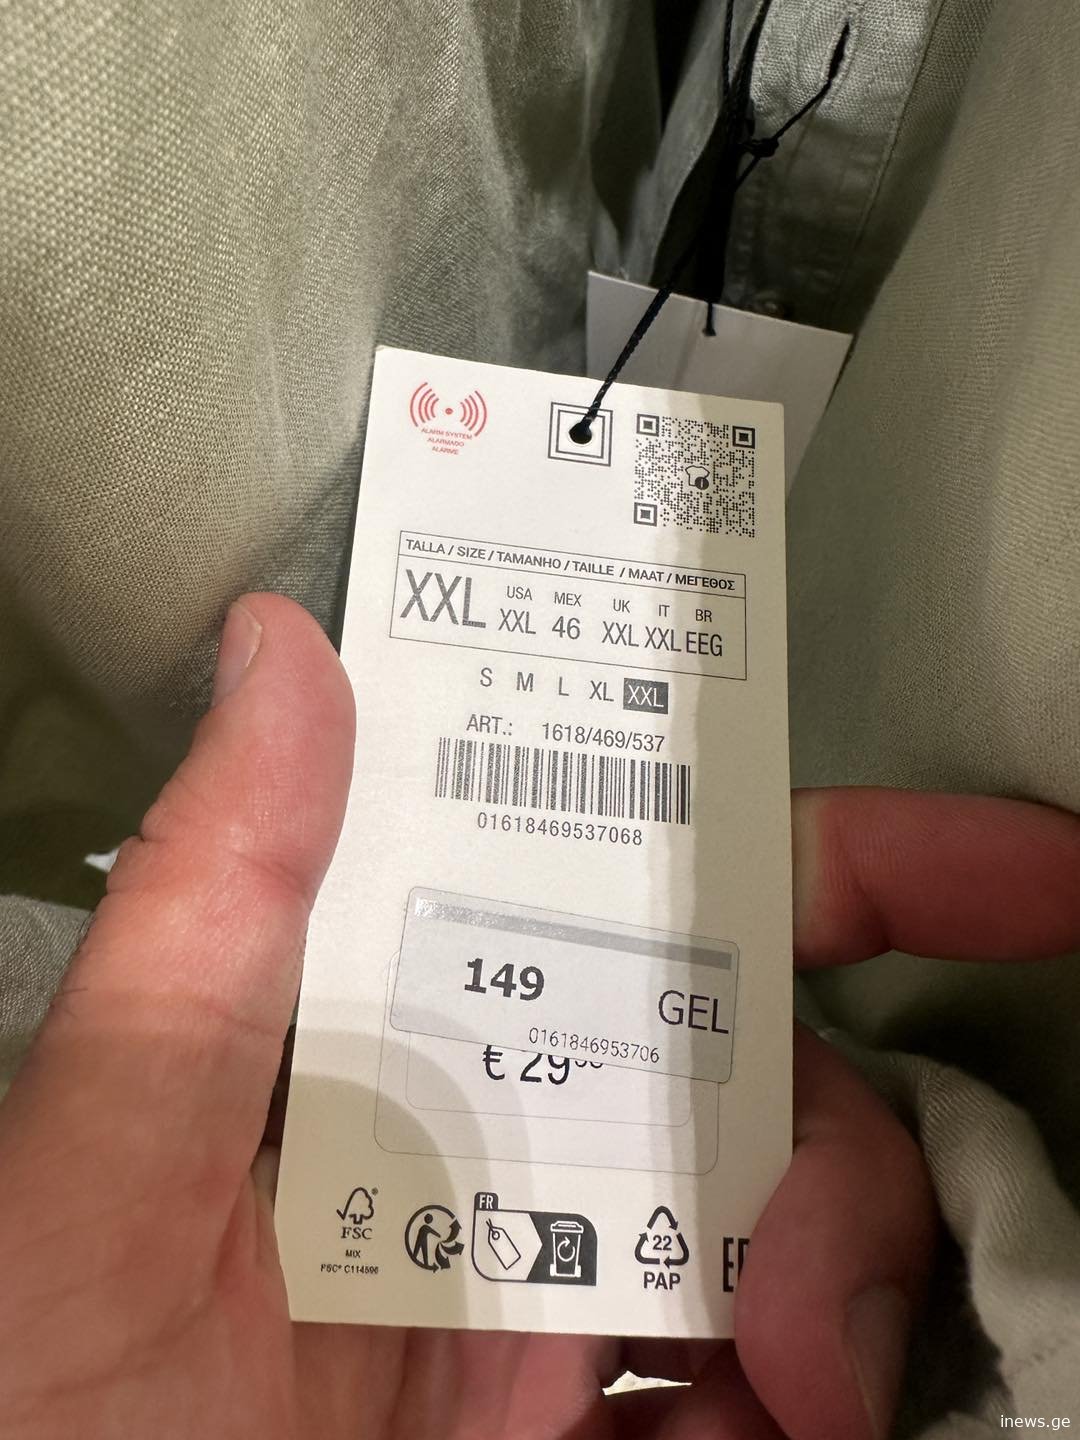 ALARM SYSTEM
ALARMADO
ALARME
TALLA / SIZE / TAMANHO / TAILLE / MAAT / ΜΕΓΕΘΟΣ
XXL USA XXL MEX 46 UK XXL IT XXL BR EEG
S M L XL XXL
ART.: 1618/469/537
01618469537068
149 GEL
0161846953706
€ 29
FSC
MIX
FSC® C114596
FR
22
PAP
inews.ge